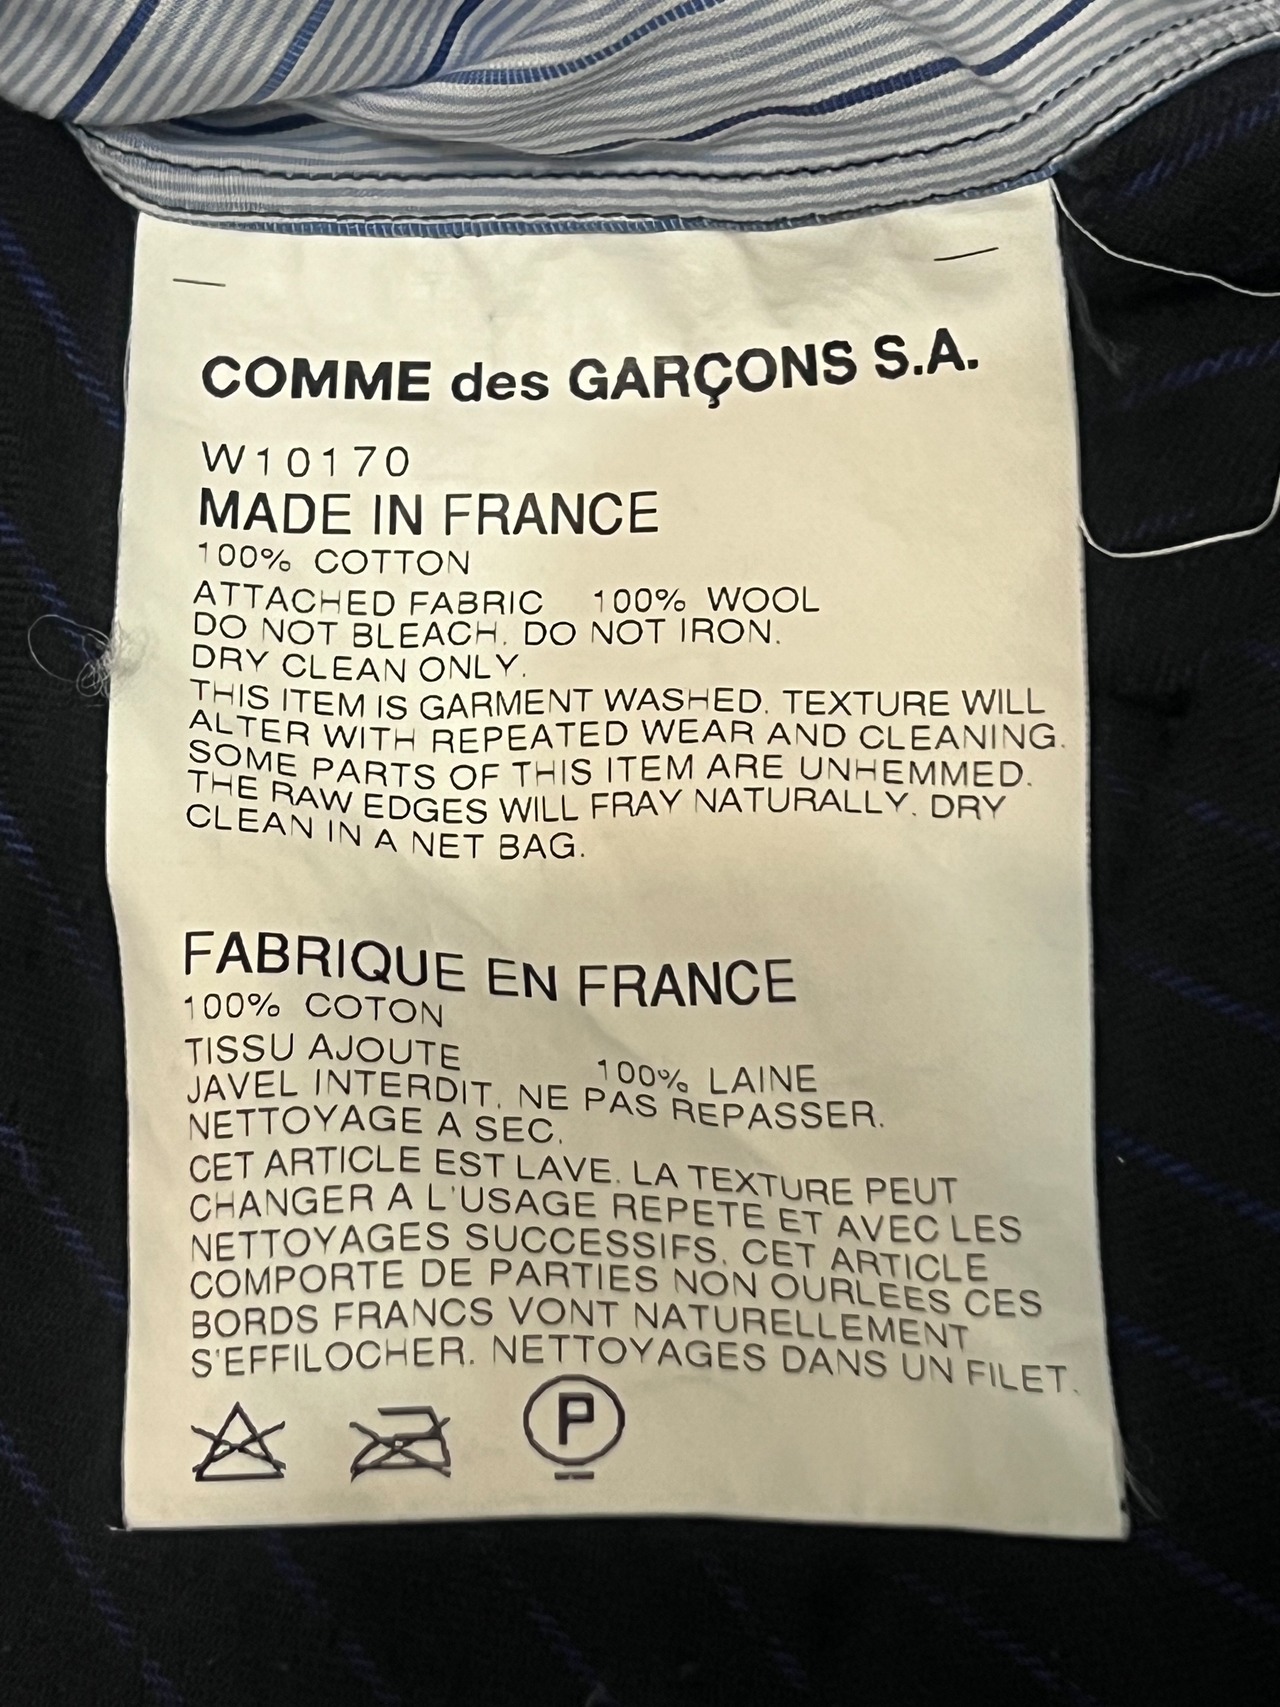 COMME des GARÇONS S.A.
W10170
MADE IN FRANCE
100% COTTON
ATTACHED FABRIC 100% WOOL
DO NOT BLEACH. DO NOT IRON.
DRY CLEAN ONLY.
THIS ITEM IS GARMENT WASHED. TEXTURE WILL
ALTER WITH REPEATED WEAR AND CLEANING.
SOME PARTS OF THIS ITEM ARE UNHEMMED.
THE RAW EDGES WILL FRAY NATURALLY. DRY
CLEAN IN A NET BAG.
FABRIQUE EN FRANCE
100% COTON
TISSU AJOUTE 100% LAINE
JAVEL INTERDIT. NE PAS REPASSER.
NETTOYAGE A SEC.
CET ARTICLE EST LAVE. LA TEXTURE PEUT
CHANGER A L'USAGE REPETE ET AVEC LES
NETTOYAGES SUCCESSIFS. CET ARTICLE
COMPORTE DE PARTIES NON OURLEES CES
BORDS FRANCS VONT NATURELLEMENT
S'EFFILOCHER. NETTOYAGES DANS UN FILET.
P